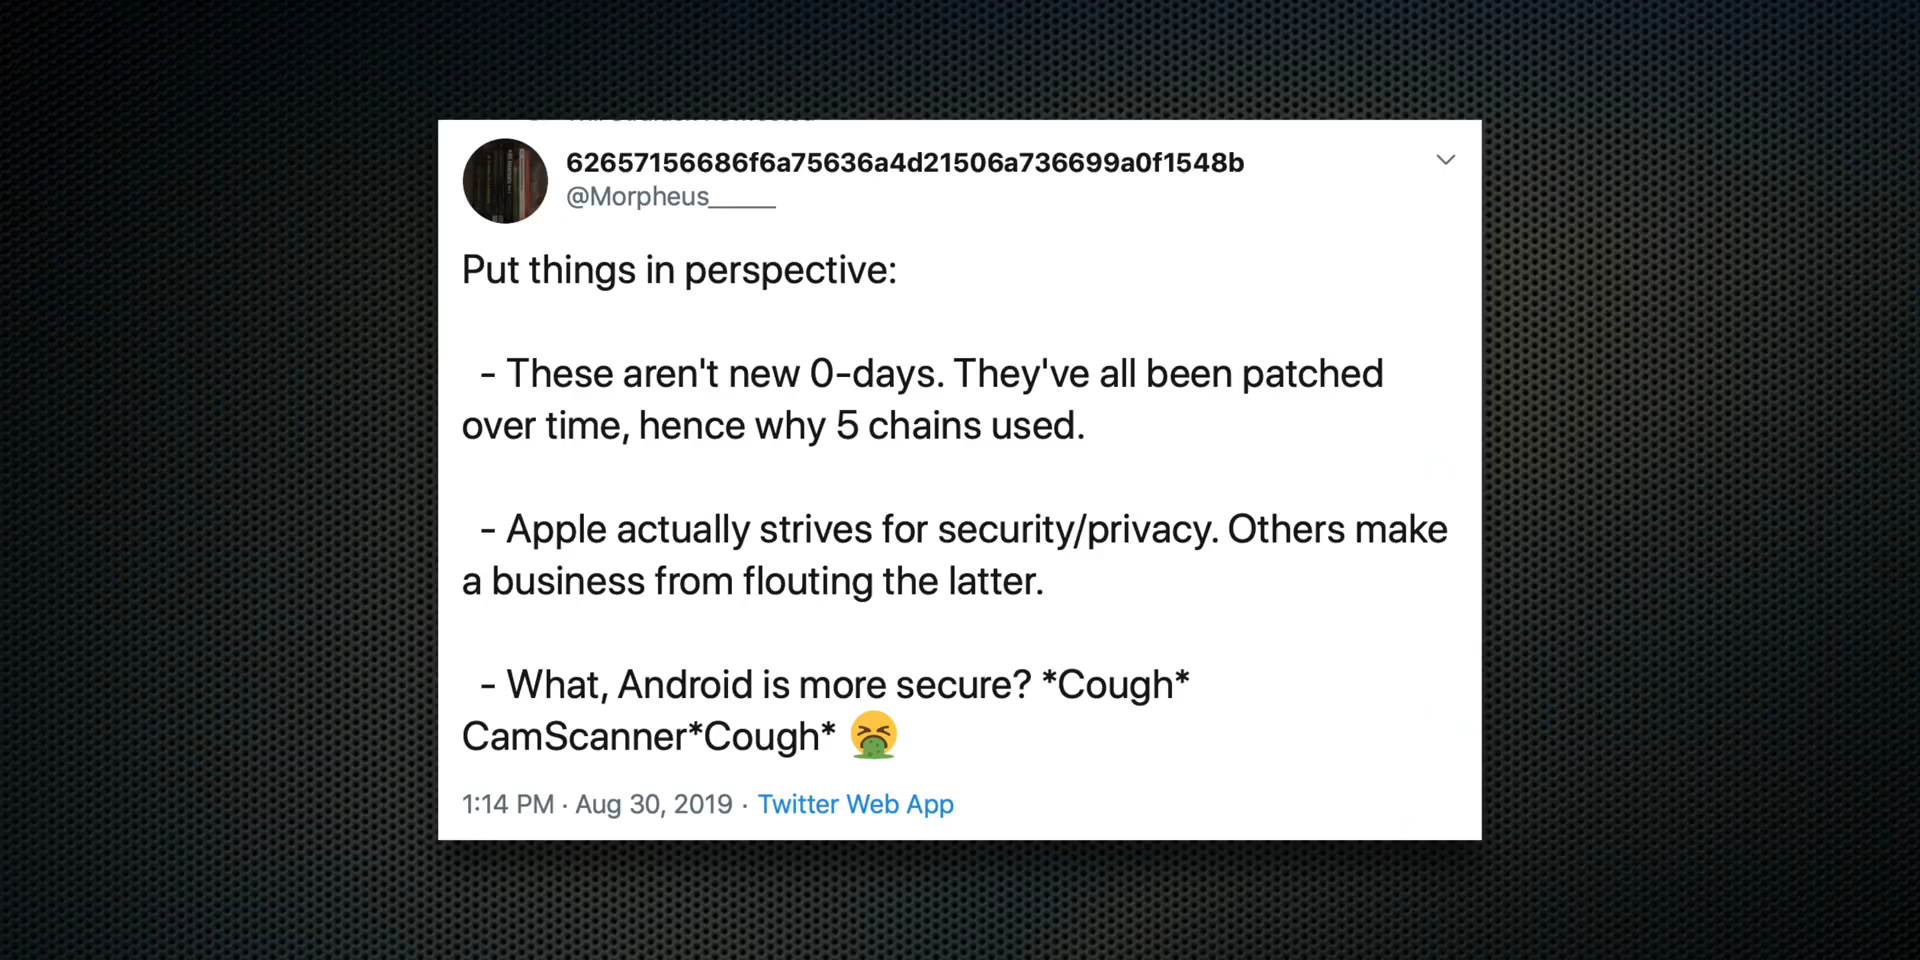 62657156686f6a75636a4d21506a736699a0f1548b
@Morpheus______
Put things in perspective:
- These aren't new 0-days. They've all been patched
over time, hence why 5 chains used.
- Apple actually strives for security/privacy. Others make
a business from flouting the latter.
- What, Android is more secure? *Cough*
CamScanner*Cough* 🤮
1:14 PM · Aug 30, 2019 · Twitter Web App